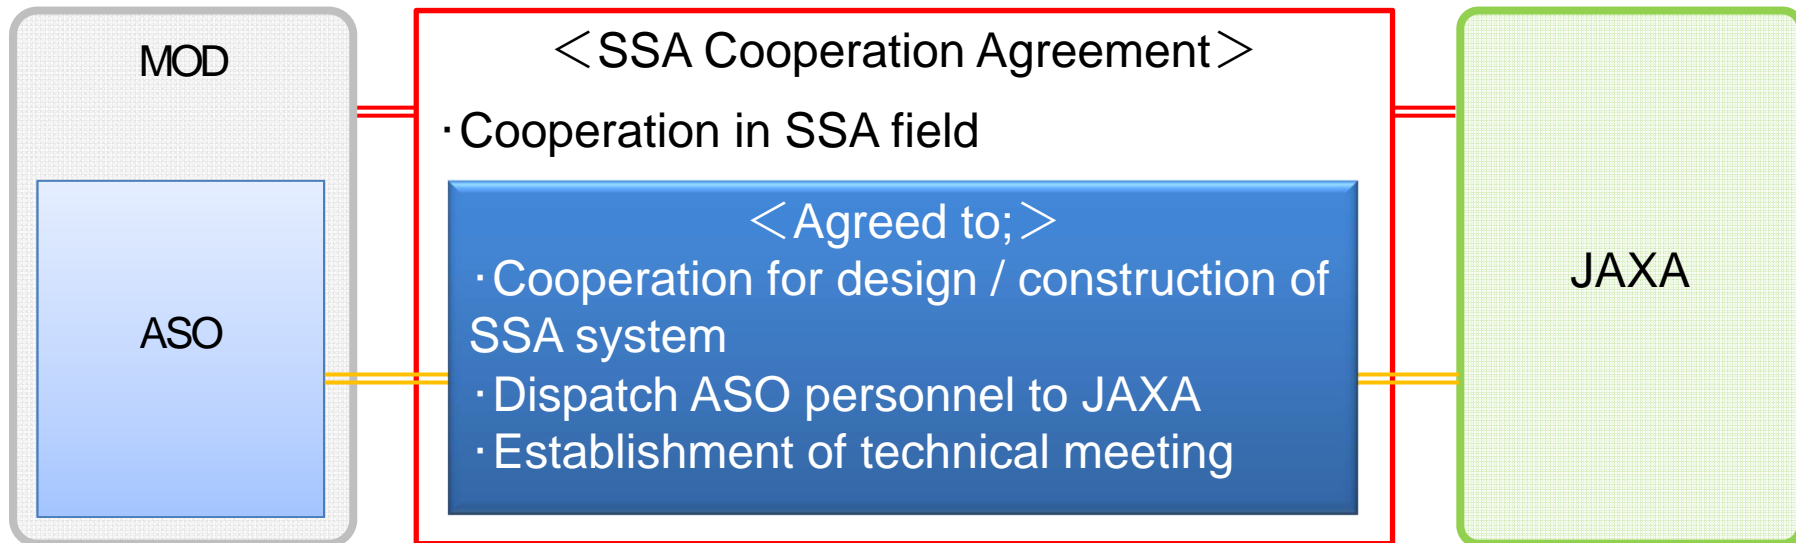 MOD
ASO
<SSA Cooperation Agreement>
・Cooperation in SSA field
<Agreed to;>
・Cooperation for design / construction of
SSA system
・Dispatch ASO personnel to JAXA
・Establishment of technical meeting
JAXA